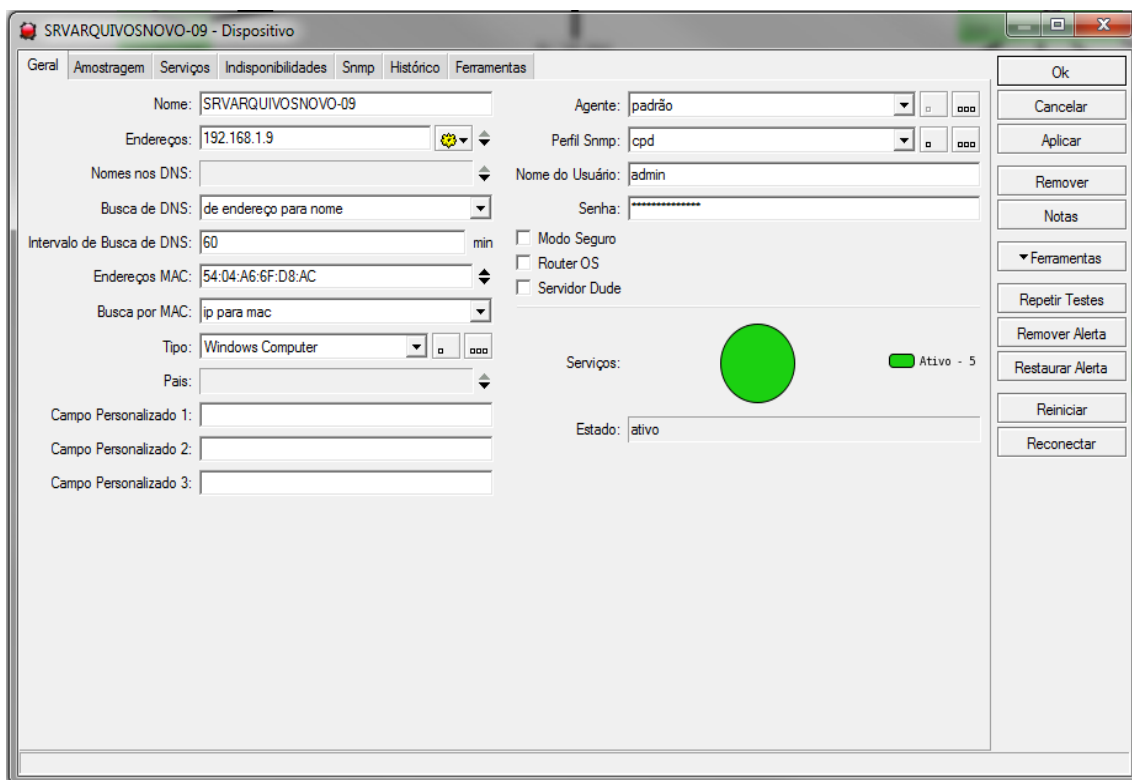 SRVARQUIVOSNOVO-09 - Dispositivo
Geral Amostragem Serviços Indisponibilidades Snmp Histórico Ferramentas
Nome: SRVARQUIVOSNOVO-09
Endereços: 192.168.1.9
Nomes nos DNS:
Busca de DNS: de endereço para nome
Intervalo de Busca de DNS: 60 min
Endereços MAC: 54:04:A6:6F:D8:AC
Busca por MAC: ip para mac
Tipo: Windows Computer
Pais:
Campo Personalizado 1:
Campo Personalizado 2:
Campo Personalizado 3:
Agente: padrão
Perfil Snmp: cpd
Nome do Usuário: admin
Senha: **************
Modo Seguro
Router OS
Servidor Dude
Serviços: Ativo - 5
Estado: ativo
Ok
Cancelar
Aplicar
Remover
Notas
Ferramentas
Repetir Testes
Remover Alerta
Restaurar Alerta
Reiniciar
Reconectar